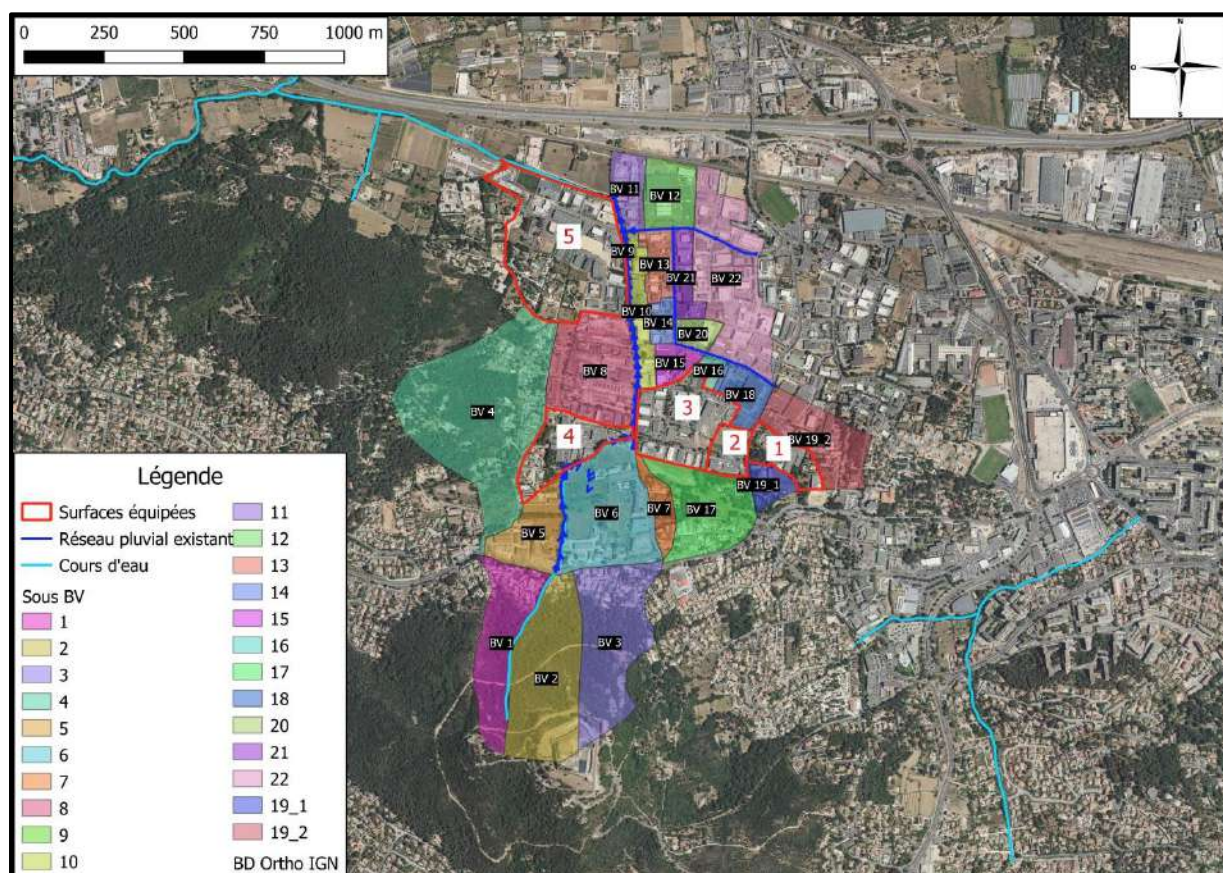 0 250 500 750 1000 m
N
O E
S
BV 11
BV 12
5
BV 9
BV 13
BV 21
BV 22
BV 10
BV 14
BV 20
BV 15
BV 8
BV 16
BV 4
3
BV 18
4
2
1
BV 19_2
BV 19_1
BV 5
BV 6
BV 7
BV 17
BV 1
BV 3
BV 2
Légende
Surfaces équipées
Réseau pluvial existant
Cours d'eau
Sous BV
1
2
3
4
5
6
7
8
9
10
11
12
13
14
15
16
17
18
20
21
22
19_1
19_2
BD Ortho IGN